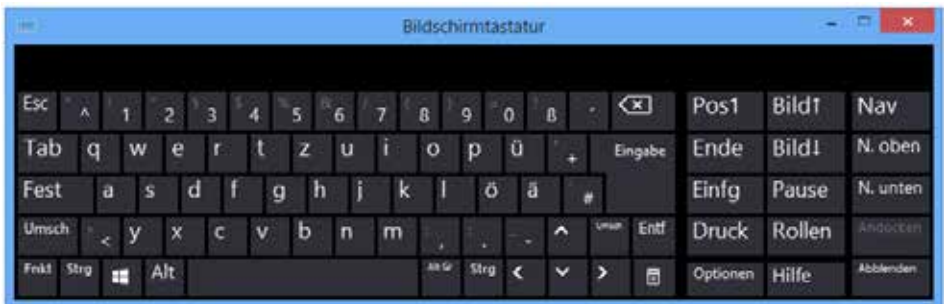 Bildschirmtastatur
Esc ^ 1 2 3 4 5 6 7 8 9 0 ß ´ Pos1 Bild↑ Nav
Tab q w e r t z u i o p ü + Eingabe Ende Bild↓ N. oben
Fest a s d f g h j k l ö ä # Einfg Pause N. unten
Umsch < y x c v b n m , . - Umsch Entf Druck Rollen Andocken
Fnkt Strg Alt Alt Gr Strg Optionen Hilfe Abblenden